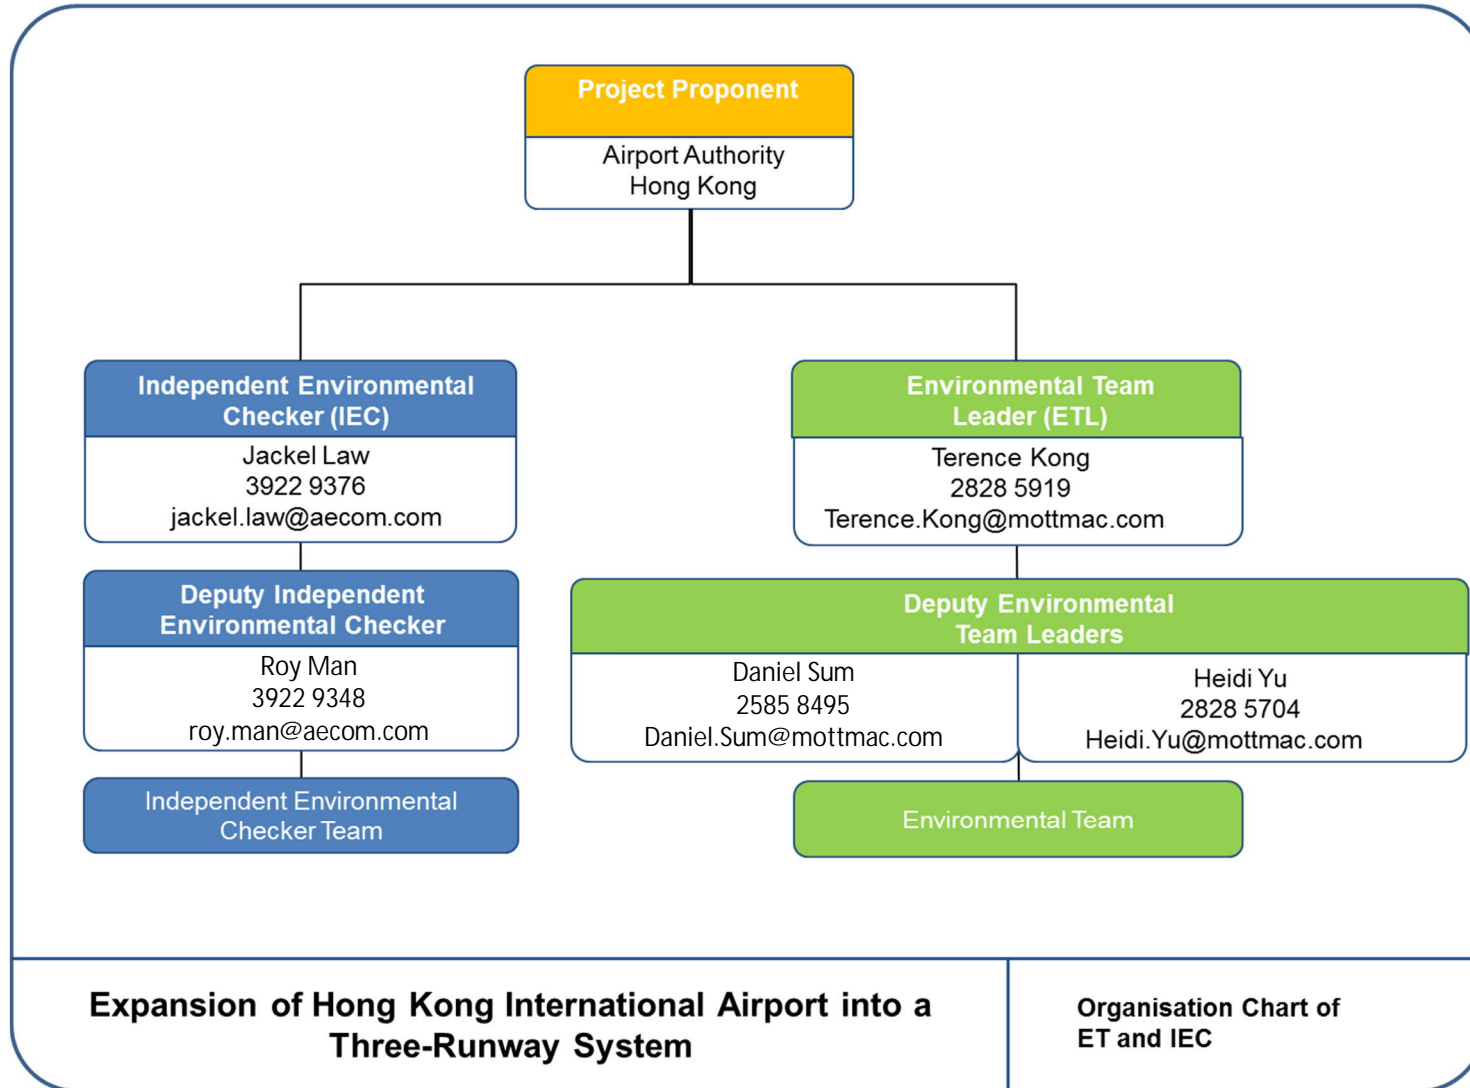 Project Proponent
Airport Authority
Hong Kong
Independent Environmental
Checker (IEC)
Jackel Law
3922 9376
jackel.law@aecom.com
Environmental Team
Leader (ETL)
Terence Kong
2828 5919
Terence.Kong@mottmac.com
Deputy Independent
Environmental Checker
Roy Man
3922 9348
roy.man@aecom.com
Deputy Environmental
Team Leaders
Daniel Sum
2585 8495
Daniel.Sum@mottmac.com
Heidi Yu
2828 5704
Heidi.Yu@mottmac.com
Independent Environmental
Checker Team
Environmental Team
Expansion of Hong Kong International Airport into a
Three-Runway System
Organisation Chart of
ET and IEC